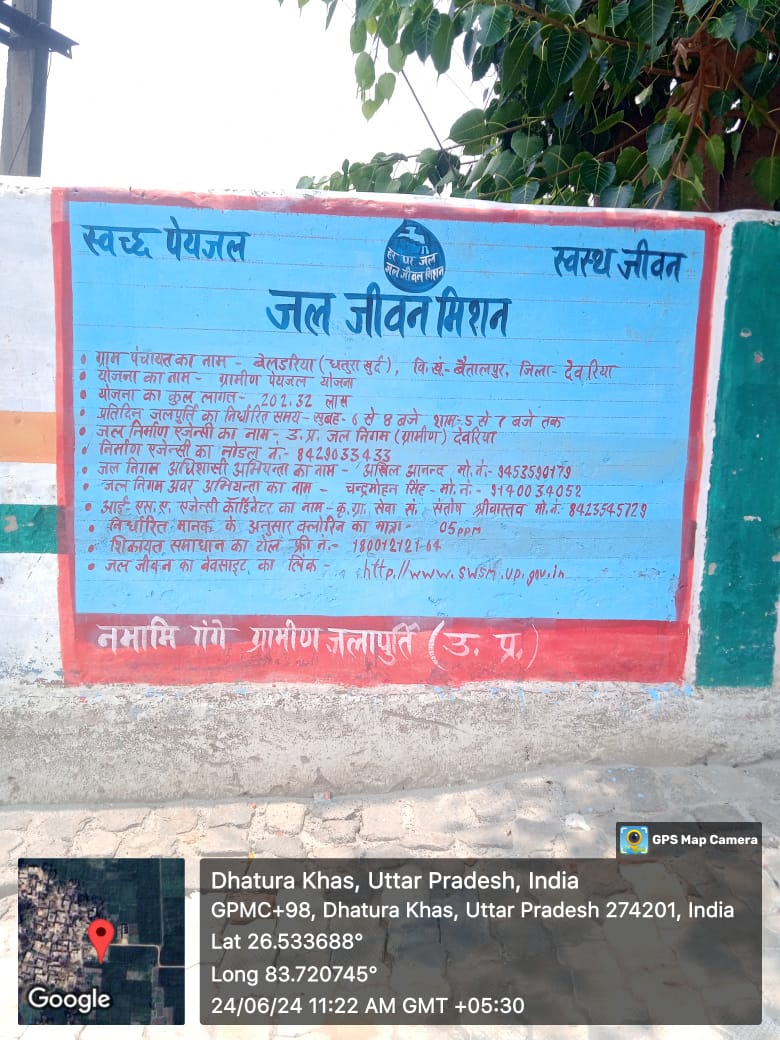 स्वच्छ पेयजल
हर घर जल
जल जीवन मिशन
स्वस्थ जीवन
जल जीवन मिशन
• ग्राम पंचायत का नाम - बेलडरिया (धतुरा खुर्द), वि.खं.- बैतालपुर, जिला- देवरिया
• योजना का नाम - ग्रामीण पेयजल योजना
• योजना का कुल लागत - 202.32 लाख
• प्रतिदिन जलपुर्ति का निर्धारित समय - सुबह- 6 से 8 बजे शाम- 5 से 7 बजे तक
• जल निर्माण एजेन्सी का नाम - उ.प्र. जल निगम (ग्रामीण) देवरिया
• निर्माण एजेन्सी का नोडल नं.- 8429033433
• जल निगम अधिशासी अभियन्ता का नाम - अखिल आनन्द मो.नं- 9453590179
• जल निगम अवर अभियन्ता का नाम - चन्द्रमोहन सिंह - मो.नं.- 9140034052
• आई.एस.ए. एजेन्सी कॉर्डिनेटर का नाम - कृ.ग्रा. सेवा सं. संतोष श्रीवास्तव मो.नं- 8423545729
• निर्धारित मानक के अनुसार क्लोरिन का मात्रा - 05ppm
• शिकायत समाधान का टोल फ्री नं.- 180012121-64
• जल जीवन का बेवसाइट का लिंक - http.//www.swsm.up.gov.in
नमामि गंगे ग्रामीण जलापुर्ति (उ. प्र.)
GPS Map Camera
Dhatura Khas, Uttar Pradesh, India
GPMC+98, Dhatura Khas, Uttar Pradesh 274201, India
Lat 26.533688°
Long 83.720745°
24/06/24 11:22 AM GMT +05:30
Google